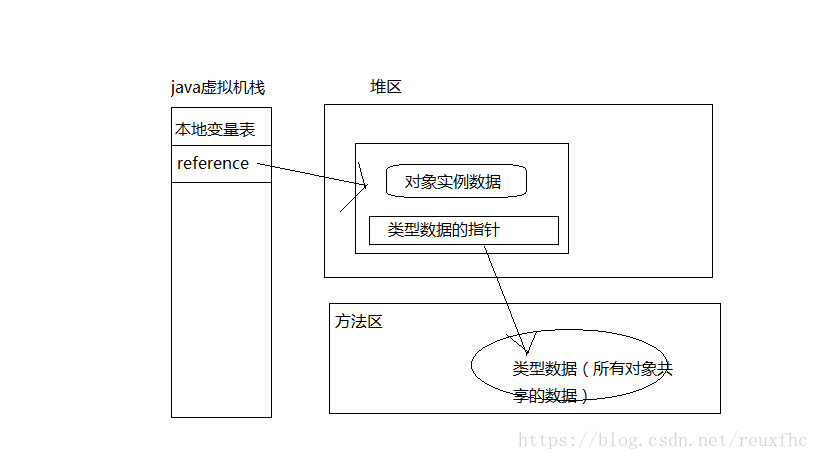 java虚拟机栈
堆区
本地变量表
reference
对象实例数据
类型数据的指针
方法区
类型数据（所有对象共
享的数据）
https://blog.csdn.net/reuxfhc